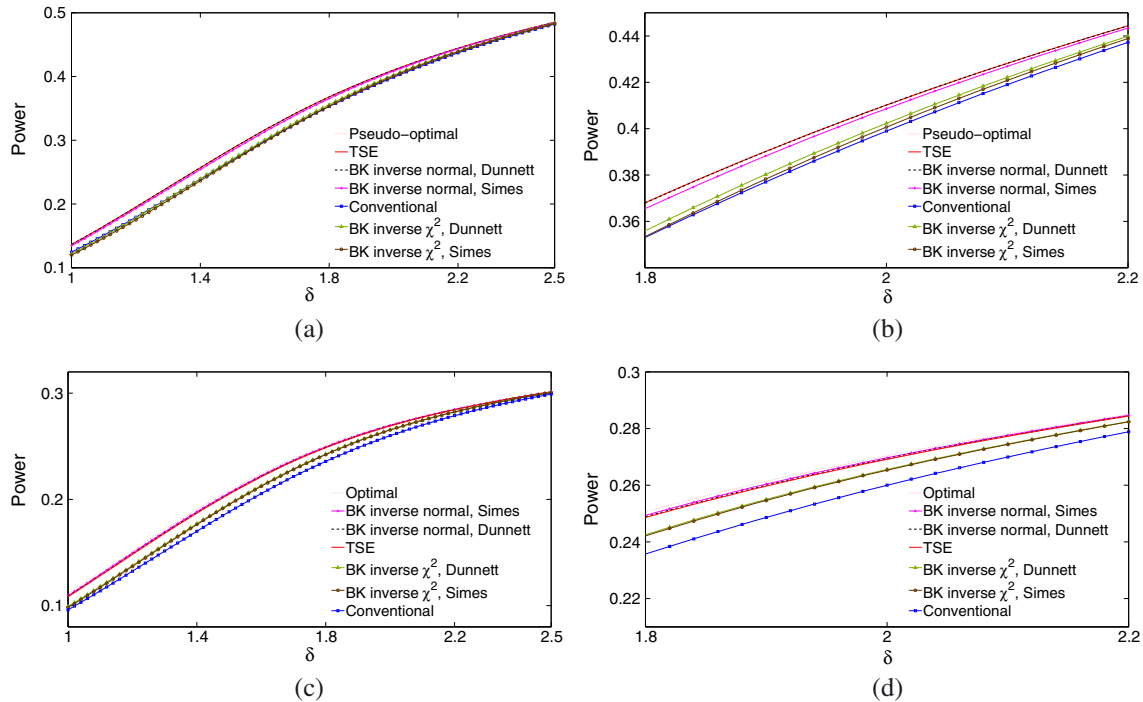 0.5
0.4
0.3
0.2
0.1
Power
Pseudo-optimal
TSE
BK inverse normal, Dunnett
BK inverse normal, Simes
Conventional
BK inverse χ², Dunnett
BK inverse χ², Simes
1 1.4 1.8 2.2 2.5
δ
(a)
0.44
0.42
0.4
0.38
0.36
Power
Pseudo-optimal
TSE
BK inverse normal, Dunnett
BK inverse normal, Simes
Conventional
BK inverse χ², Dunnett
BK inverse χ², Simes
1.8 2 2.2
δ
(b)
0.3
0.2
0.1
Power
Optimal
BK inverse normal, Simes
BK inverse normal, Dunnett
TSE
BK inverse χ², Dunnett
BK inverse χ², Simes
Conventional
1 1.4 1.8 2.2 2.5
δ
(c)
0.3
0.28
0.26
0.24
0.22
Power
Optimal
BK inverse normal, Simes
BK inverse normal, Dunnett
TSE
BK inverse χ², Dunnett
BK inverse χ², Simes
Conventional
1.8 2 2.2
δ
(d)